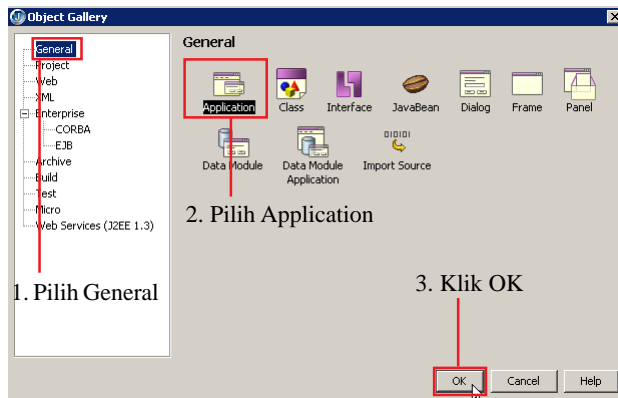 Object Gallery
General
Project
Web
XML
Enterprise
CORBA
EJB
Archive
Build
Test
Micro
Web Services (J2EE 1.3)
1. Pilih General
General
Application
Class
Interface
JavaBean
Dialog
Frame
Panel
Data Module
Data Module
Application
Import Source
2. Pilih Application
3. Klik OK
OK
Cancel
Help